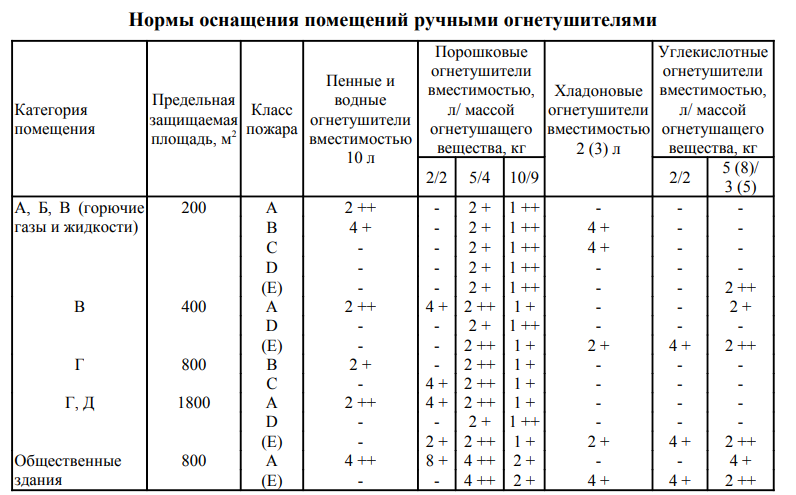 Нормы оснащения помещений ручными огнетушителями
Категория помещения | Предельная защищаемая площадь, м2 | Класс пожара | Пенные и водные огнетушители вместимостью 10 л | Порошковые огнетушители вместимостью, л/ массой огнетушащего вещества, кг | Хладоновые огнетушители вместимостью 2 (3) л | Углекислотные огнетушители вместимостью, л/ массой огнетушащего вещества, кг
2/2 | 5/4 | 10/9 | 2/2 | 5 (8)/ 3 (5)
А, Б, В (горючие | 200 | А | 2 ++ | - | 2 + | 1 ++ | - | - | -
газы и жидкости) | В | 4 + | - | 2 + | 1 ++ | 4 + | - | -
С | - | - | 2 + | 1 ++ | 4 + | - | -
D | - | - | 2 + | 1 ++ | - | - | -
(Е) | - | - | 2 + | 1 ++ | - | - | 2 ++
В | 400 | А | 2 ++ | 4 + | 2 ++ | 1 + | - | - | 2 +
D | - | - | 2 + | 1 ++ | - | - | -
(Е) | - | - | 2 ++ | 1 + | 2 + | 4 + | 2 ++
Г | 800 | В | 2 + | - | 2 ++ | 1 + | - | - | -
С | - | 4 + | 2 ++ | 1 + | - | - | -
Г, Д | 1800 | А | 2 ++ | 4 + | 2 ++ | 1 + | - | - | -
D | - | - | 2 + | 1 ++ | - | - | -
(Е) | - | 2 + | 2 ++ | 1 + | 2 + | 4 + | 2 ++
Общественные | 800 | А | 4 ++ | 8 + | 4 ++ | 2 + | - | - | 4 +
здания | (Е) | - | - | 4 ++ | 2 + | 4 + | 4 + | 2 ++